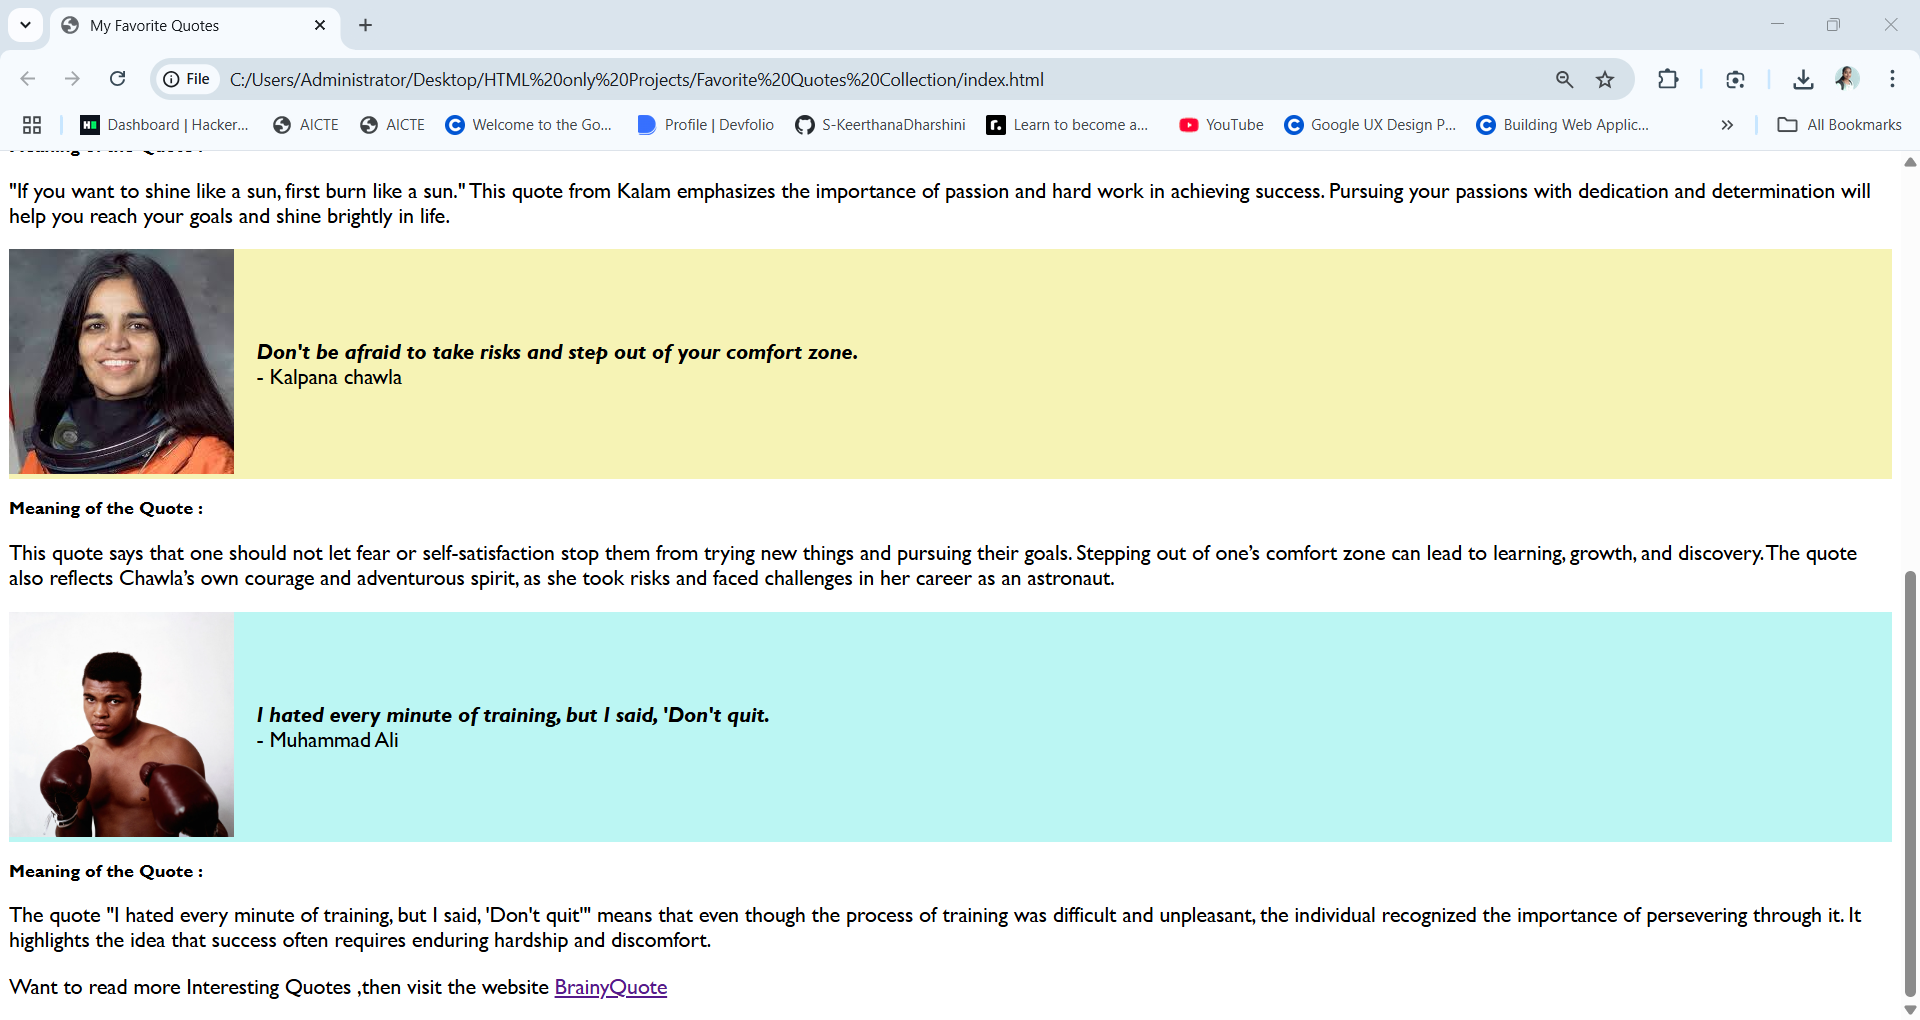 My Favorite Quotes
File C:/Users/Administrator/Desktop/HTML%20only%20Projects/Favorite%20Quotes%20Collection/index.html
Dashboard | Hacker... AICTE AICTE Welcome to the Go... Profile | Devfolio S-KeerthanaDharshini Learn to become a... YouTube Google UX Design P... Building Web Applic... » All Bookmarks
Meaning of the Quote :
"If you want to shine like a sun, first burn like a sun." This quote from Kalam emphasizes the importance of passion and hard work in achieving success. Pursuing your passions with dedication and determination will
help you reach your goals and shine brightly in life.
Don't be afraid to take risks and step out of your comfort zone.
- Kalpana chawla
Meaning of the Quote :
This quote says that one should not let fear or self-satisfaction stop them from trying new things and pursuing their goals. Stepping out of one’s comfort zone can lead to learning, growth, and discovery. The quote
also reflects Chawla’s own courage and adventurous spirit, as she took risks and faced challenges in her career as an astronaut.
I hated every minute of training, but I said, 'Don't quit.
- Muhammad Ali
Meaning of the Quote :
The quote "I hated every minute of training, but I said, 'Don't quit'" means that even though the process of training was difficult and unpleasant, the individual recognized the importance of persevering through it. It
highlights the idea that success often requires enduring hardship and discomfort.
Want to read more Interesting Quotes ,then visit the website BrainyQuote